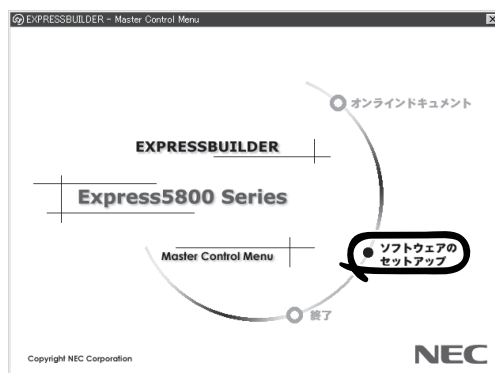 EXPRESSBUILDER - Master Control Menu
オンラインドキュメント
EXPRESSBUILDER
Express5800 Series
Master Control Menu
ソフトウェアの
セットアップ
終了
Copyright NEC Corporation
NEC